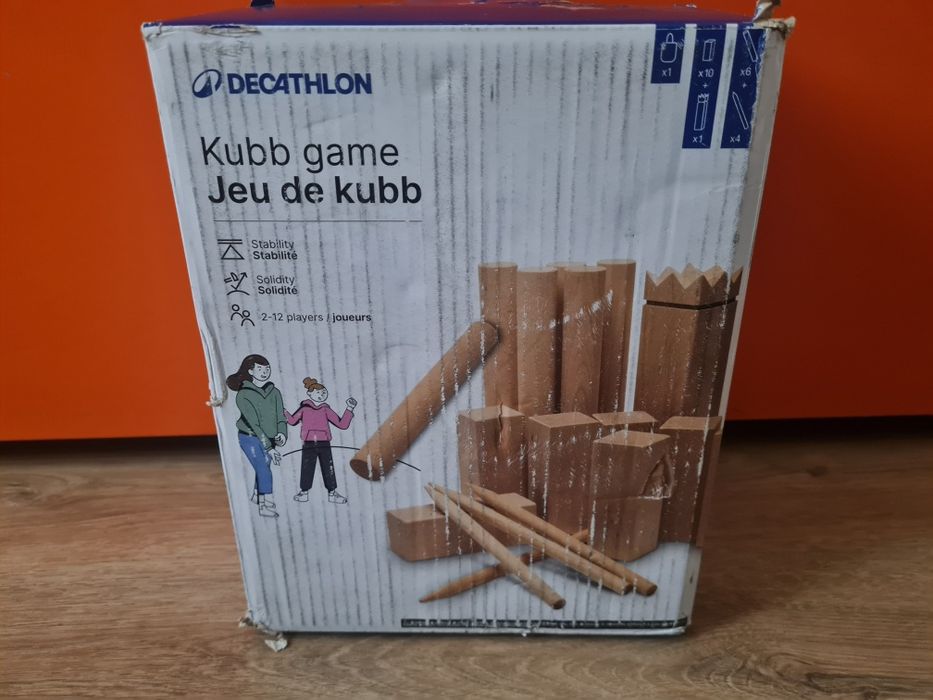 DECATHLON
Kubb game
Jeu de kubb
Stability
Stabilité
Solidity
Solidité
2-12 players / joueurs
x1
x10
+
x1
x6
+
x4